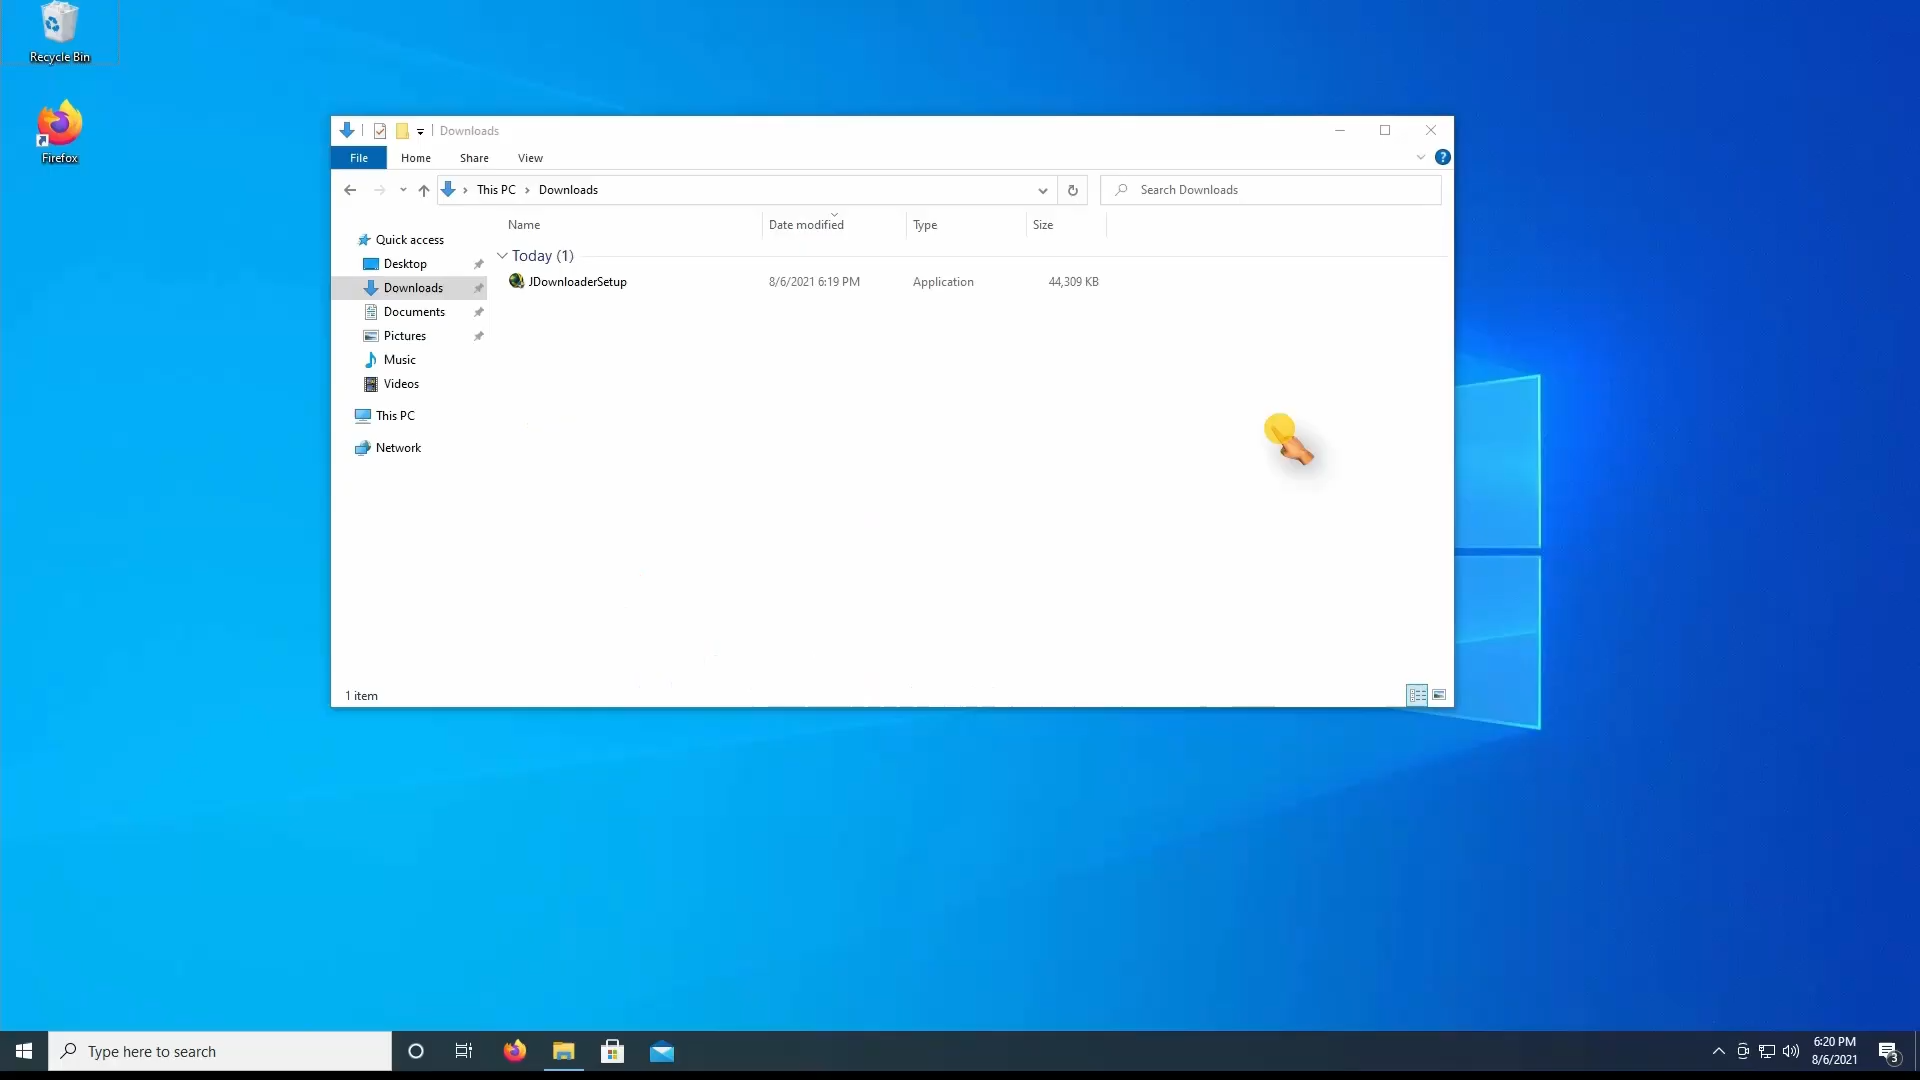 Recycle Bin
Firefox
Downloads
File Home Share View
This PC Downloads
Search Downloads
Name Date modified Type Size
Quick access
Desktop
Downloads
Documents
Pictures
Music
Videos
This PC
Network
Today (1)
JDownloaderSetup 8/6/2021 6:19 PM Application 44,309 KB
1 item
Type here to search
6:20 PM
8/6/2021
3